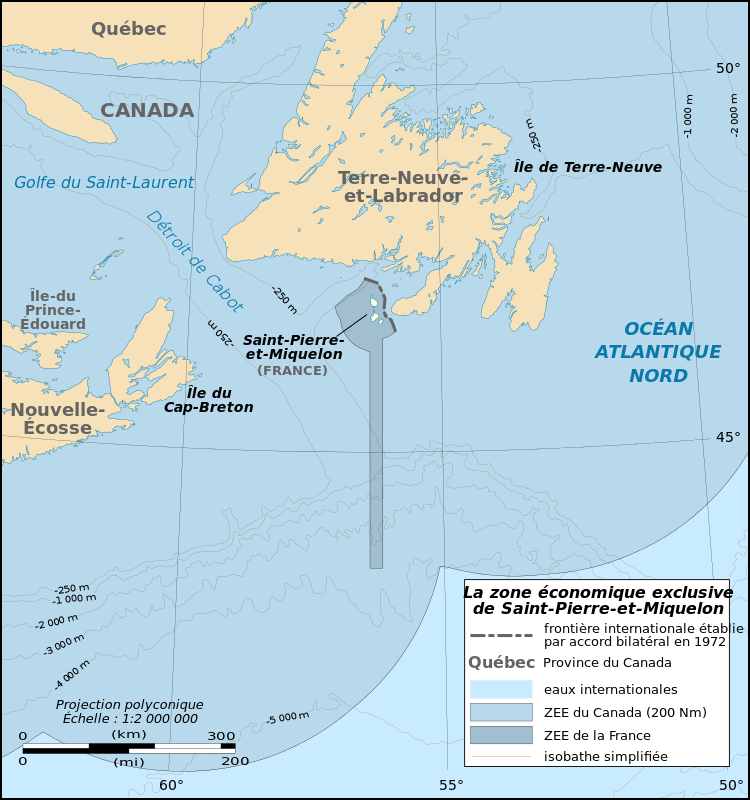 Québec
50°
CANADA
-1 000 m
-2 000 m
-250 m
Île de Terre-Neuve
Golfe du Saint-Laurent
Terre-Neuve-
et-Labrador
Détroit de Cabot
Île-du
Prince-
Édouard
-250 m
-250 m
Saint-Pierre-
et-Miquelon
(FRANCE)
OCÉAN
ATLANTIQUE
NORD
Île du
Cap-Breton
Nouvelle-
Écosse
45°
-250 m
-1 000 m
-2 000 m
-3 000 m
-4 000 m
-5 000 m
La zone économique exclusive
de Saint-Pierre-et-Miquelon
frontière internationale établie
par accord bilatéral en 1972
Québec Province du Canada
eaux internationales
ZEE du Canada (200 Nm)
ZEE de la France
isobathe simplifiée
Projection polyconique
Échelle : 1:2 000 000
0 (km) 300
0 (mi) 200
60°
55°
50°